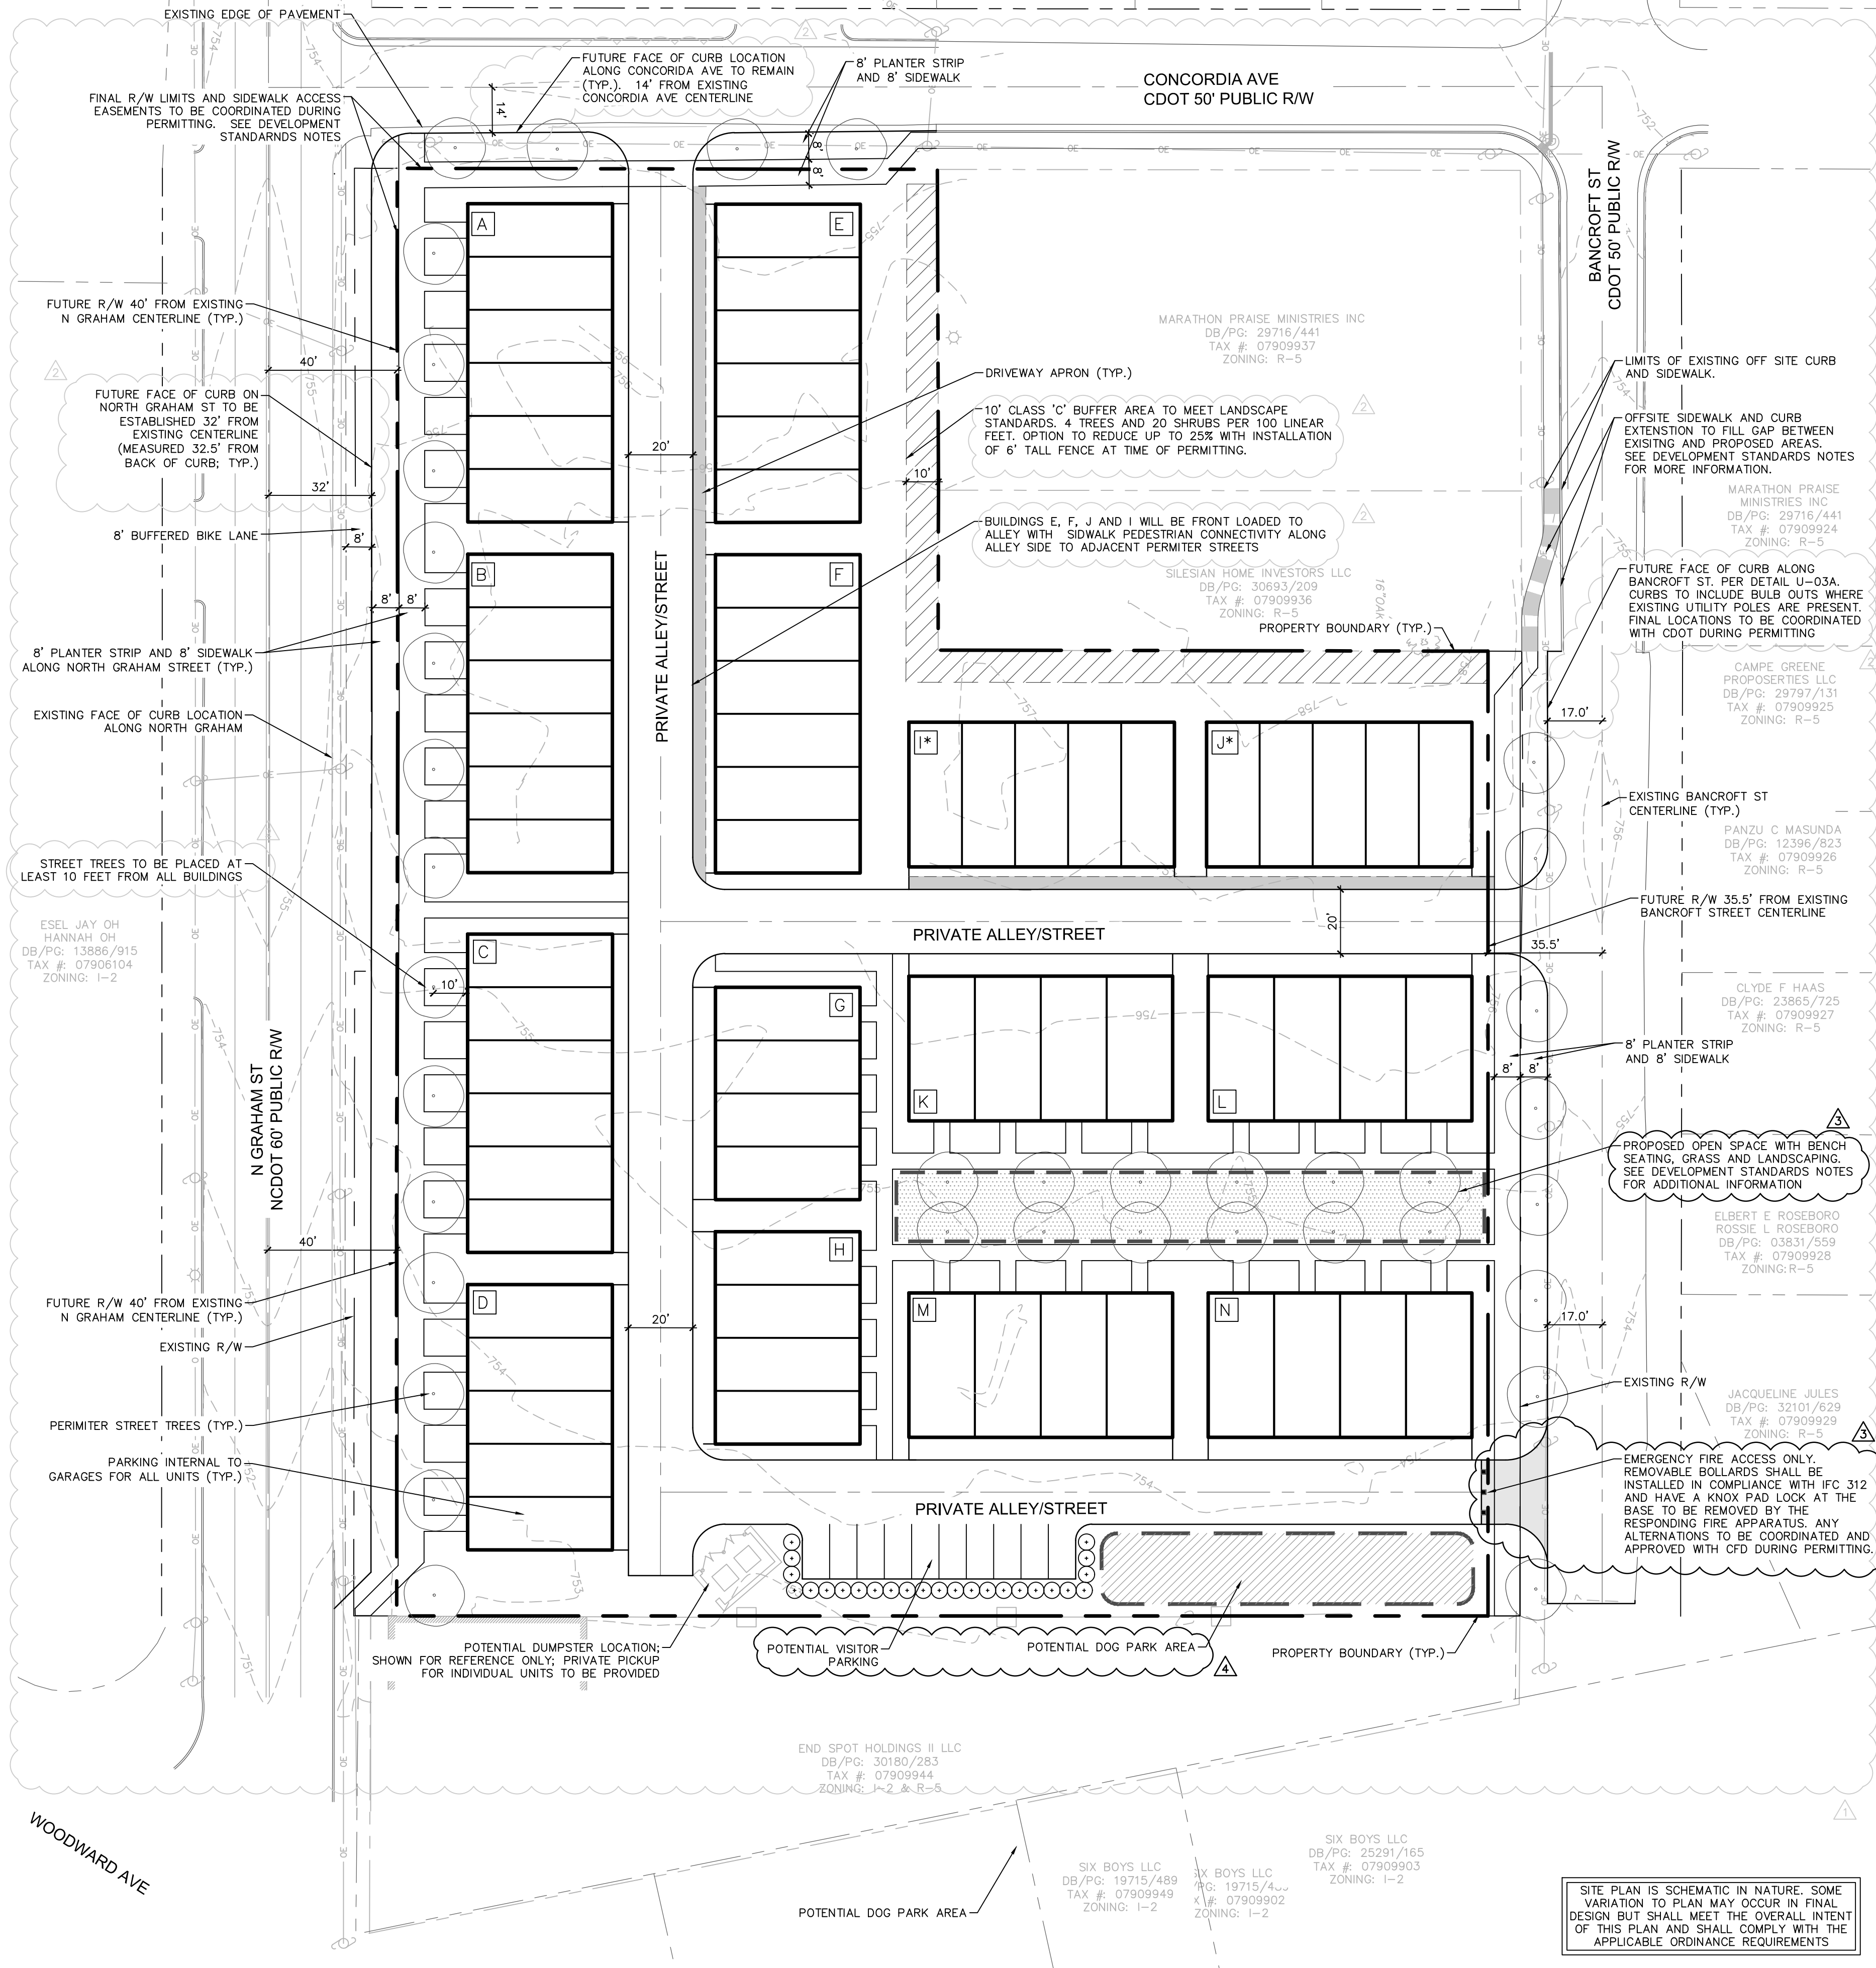 EXISTING EDGE OF PAVEMENT
FUTURE FACE OF CURB LOCATION
ALONG CONCORIDA AVE TO REMAIN
(TYP.). 14' FROM EXISTING
CONCORDIA AVE CENTERLINE
8' PLANTER STRIP
AND 8' SIDEWALK
CONCORDIA AVE
CDOT 50' PUBLIC R/W
FINAL R/W LIMITS AND SIDEWALK ACCESS
EASEMENTS TO BE COORDINATED DURING
PERMITTING. SEE DEVELOPMENT
STANDARNDS NOTES
14'
8'
8'
BANCROFT ST
CDOT 50' PUBLIC R/W
A
E
FUTURE R/W 40' FROM EXISTING
N GRAHAM CENTERLINE (TYP.)
40'
MARATHON PRAISE MINISTRIES INC
DB/PG: 29716/441
TAX #: 07909937
ZONING: R-5
DRIVEWAY APRON (TYP.)
LIMITS OF EXISTING OFF SITE CURB
AND SIDEWALK.
FUTURE FACE OF CURB ON
NORTH GRAHAM ST TO BE
ESTABLISHED 32' FROM
EXISTING CENTERLINE
(MEASURED 32.5' FROM
BACK OF CURB; TYP.)
32'
20'
10'
10' CLASS 'C' BUFFER AREA TO MEET LANDSCAPE
STANDARDS. 4 TREES AND 20 SHRUBS PER 100 LINEAR
FEET. OPTION TO REDUCE UP TO 25% WITH INSTALLATION
OF 6' TALL FENCE AT TIME OF PERMITTING.
OFFSITE SIDEWALK AND CURB
EXTENSTION TO FILL GAP BETWEEN
EXISITNG AND PROPOSED AREAS.
SEE DEVELOPMENT STANDARDS NOTES
FOR MORE INFORMATION.
MARATHON PRAISE
MINISTRIES INC
DB/PG: 29716/441
TAX #: 07909924
ZONING: R-5
8' BUFFERED BIKE LANE
8'
BUILDINGS E, F, J AND I WILL BE FRONT LOADED TO
ALLEY WITH SIDWALK PEDESTRIAN CONNECTIVITY ALONG
ALLEY SIDE TO ADJACENT PERMITER STREETS
SILESIAN HOME INVESTORS LLC
DB/PG: 30693/209
TAX #: 07909936
ZONING: R-5
16"OAK
FUTURE FACE OF CURB ALONG
BANCROFT ST. PER DETAIL U-03A.
CURBS TO INCLUDE BULB OUTS WHERE
EXISTING UTILITY POLES ARE PRESENT.
FINAL LOCATIONS TO BE COORDINATED
WITH CDOT DURING PERMITTING
B
F
8' 8'
8' PLANTER STRIP AND 8' SIDEWALK
ALONG NORTH GRAHAM STREET (TYP.)
PRIVATE ALLEY/STREET
PROPERTY BOUNDARY (TYP.)
CAMPE GREENE
PROPOSERTIES LLC
DB/PG: 29797/131
TAX #: 07909925
ZONING: R-5
17.0'
EXISTING FACE OF CURB LOCATION
ALONG NORTH GRAHAM
I*
J*
EXISTING BANCROFT ST
CENTERLINE (TYP.)
PANZU C MASUNDA
DB/PG: 12396/823
TAX #: 07909926
ZONING: R-5
STREET TREES TO BE PLACED AT
LEAST 10 FEET FROM ALL BUILDINGS
FUTURE R/W 35.5' FROM EXISTING
BANCROFT STREET CENTERLINE
35.5'
ESEL JAY OH
HANNAH OH
DB/PG: 13886/915
TAX #: 07906104
ZONING: I-2
20'
PRIVATE ALLEY/STREET
C
G
10'
CLYDE F HAAS
DB/PG: 23865/725
TAX #: 07909927
ZONING: R-5
8' PLANTER STRIP
AND 8' SIDEWALK
8' 8'
K
L
N GRAHAM ST
NCDOT 60' PUBLIC R/W
3
PROPOSED OPEN SPACE WITH BENCH
SEATING, GRASS AND LANDSCAPING.
SEE DEVELOPMENT STANDARDS NOTES
FOR ADDITIONAL INFORMATION
ELBERT E ROSEBORO
ROSSIE L ROSEBORO
DB/PG: 03831/559
TAX #: 07909928
ZONING: R-5
40'
H
D
M
N
FUTURE R/W 40' FROM EXISTING
N GRAHAM CENTERLINE (TYP.)
20'
17.0'
EXISTING R/W
EXISTING R/W
JACQUELINE JULES
DB/PG: 32101/629
TAX #: 07909929
ZONING: R-5
PERIMITER STREET TREES (TYP.)
3
PARKING INTERNAL TO
GARAGES FOR ALL UNITS (TYP.)
EMERGENCY FIRE ACCESS ONLY.
REMOVABLE BOLLARDS SHALL BE
INSTALLED IN COMPLIANCE WITH IFC 312
AND HAVE A KNOX PAD LOCK AT THE
BASE TO BE REMOVED BY THE
RESPONDING FIRE APPARATUS. ANY
ALTERNATIONS TO BE COORDINATED AND
APPROVED WITH CFD DURING PERMITTING.
PRIVATE ALLEY/STREET
POTENTIAL DUMPSTER LOCATION;
SHOWN FOR REFERENCE ONLY; PRIVATE PICKUP
FOR INDIVIDUAL UNITS TO BE PROVIDED
POTENTIAL VISITOR
PARKING
POTENTIAL DOG PARK AREA
4
PROPERTY BOUNDARY (TYP.)
END SPOT HOLDINGS II LLC
DB/PG: 30180/283
TAX #: 07909944
ZONING: I-2 & R-5
WOODWARD AVE
POTENTIAL DOG PARK AREA
SIX BOYS LLC
DB/PG: 19715/489
TAX #: 07909949
ZONING: I-2
SIX BOYS LLC
#: 07909902
ZONING: I-2
SIX BOYS LLC
DB/PG: 25291/165
TAX #: 07909903
ZONING: I-2
1
SITE PLAN IS SCHEMATIC IN NATURE. SOME
VARIATION TO PLAN MAY OCCUR IN FINAL
DESIGN BUT SHALL MEET THE OVERALL INTENT
OF THIS PLAN AND SHALL COMPLY WITH THE
APPLICABLE ORDINANCE REQUIREMENTS